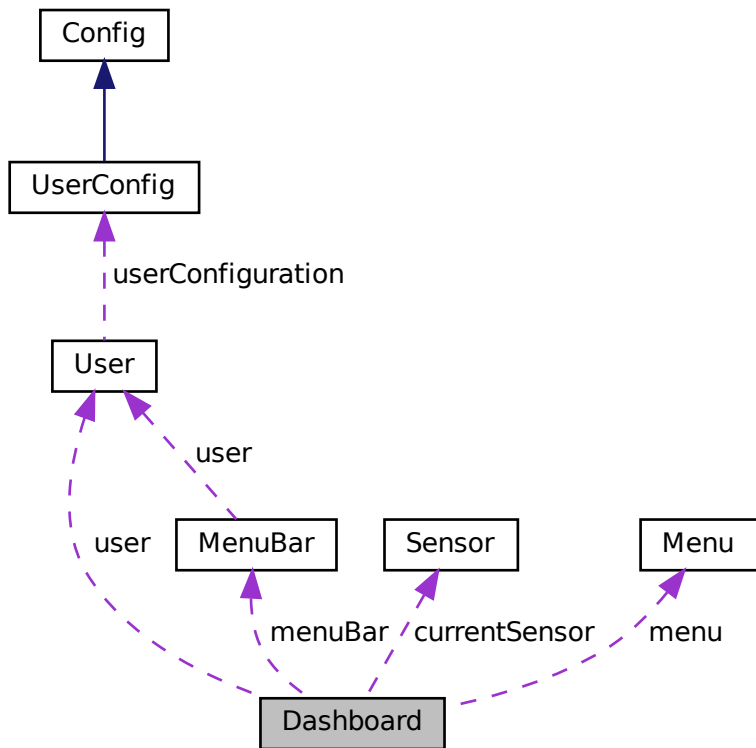 Config
UserConfig
userConfiguration
User
user
user
MenuBar
Sensor
Menu
menuBar
currentSensor
menu
Dashboard